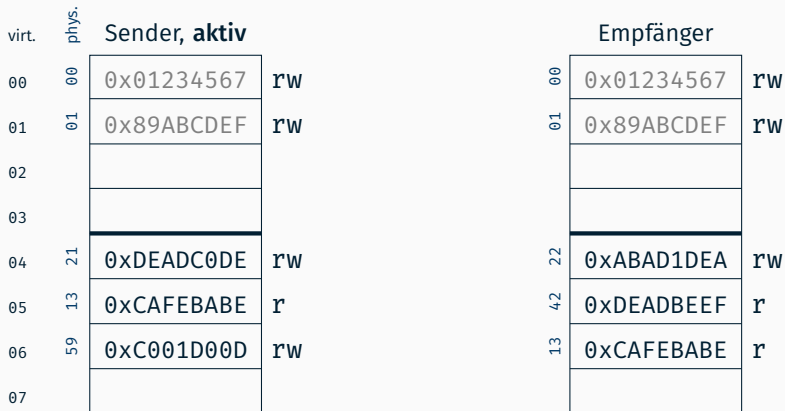 virt. phys. Sender, aktiv Empfänger
00 00 0x01234567 rw 00 0x01234567 rw
01 01 0x89ABCDEF rw 01 0x89ABCDEF rw
02
03
04 21 0xDEADC0DE rw 22 0xABAD1DEA rw
05 13 0xCAFEBABE r 42 0xDEADBEEF r
06 59 0xC001D00D rw 13 0xCAFEBABE r
07